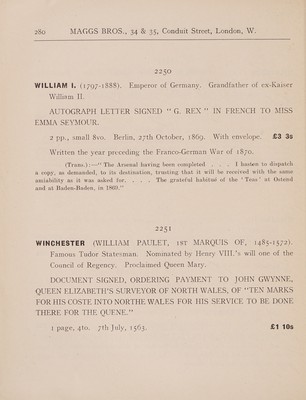 280 MAGGS BROS., 34 & 35, Conduit Street, London, W.
2250
WILLIAM I. (1797-1888). Emperor of Germany. Grandfather of ex-Kaiser
William II.
AUTOGRAPH LETTER SIGNED "G. REX" IN FRENCH TO MISS
EMMA SEYMOUR.
2 pp., small 8vo. Berlin, 27th October, 1869. With envelope. £3 3s
Written the year preceding the Franco-German War of 1870.
(Trans.):—"The Arsenal having been completed . . . I hasten to dispatch
a copy, as demanded, to its destination, trusting that it will be received with the same
amiability as it was asked for. . . . The grateful habitué of the 'Teas' at Ostend
and at Baden-Baden, in 1869."
2251
WINCHESTER (WILLIAM PAULET, 1ST MARQUIS OF, 1485-1572).
Famous Tudor Statesman. Nominated by Henry VIII.'s will one of the
Council of Regency. Proclaimed Queen Mary.
DOCUMENT SIGNED, ORDERING PAYMENT TO JOHN GWYNNE,
QUEEN ELIZABETH'S SURVEYOR OF NORTH WALES, OF "TEN MARKS
FOR HIS COSTE INTO NORTHE WALES FOR HIS SERVICE TO BE DONE
THERE FOR THE QUENE."
1 page, 4to. 7th July, 1563. £1 10s